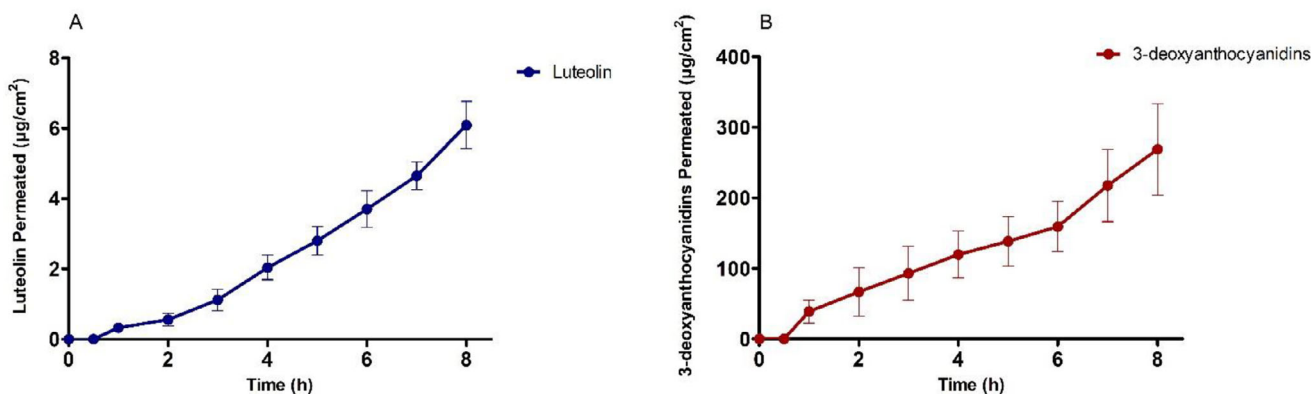 A
Luteolin Permeated (µg/cm²)
8
6
4
2
0
0 2 4 6 8
Time (h)
Luteolin
B
3-deoxyanthocyanidins Permeated (µg/cm²)
400
300
200
100
0
0 2 4 6 8
Time (h)
3-deoxyanthocyanidins